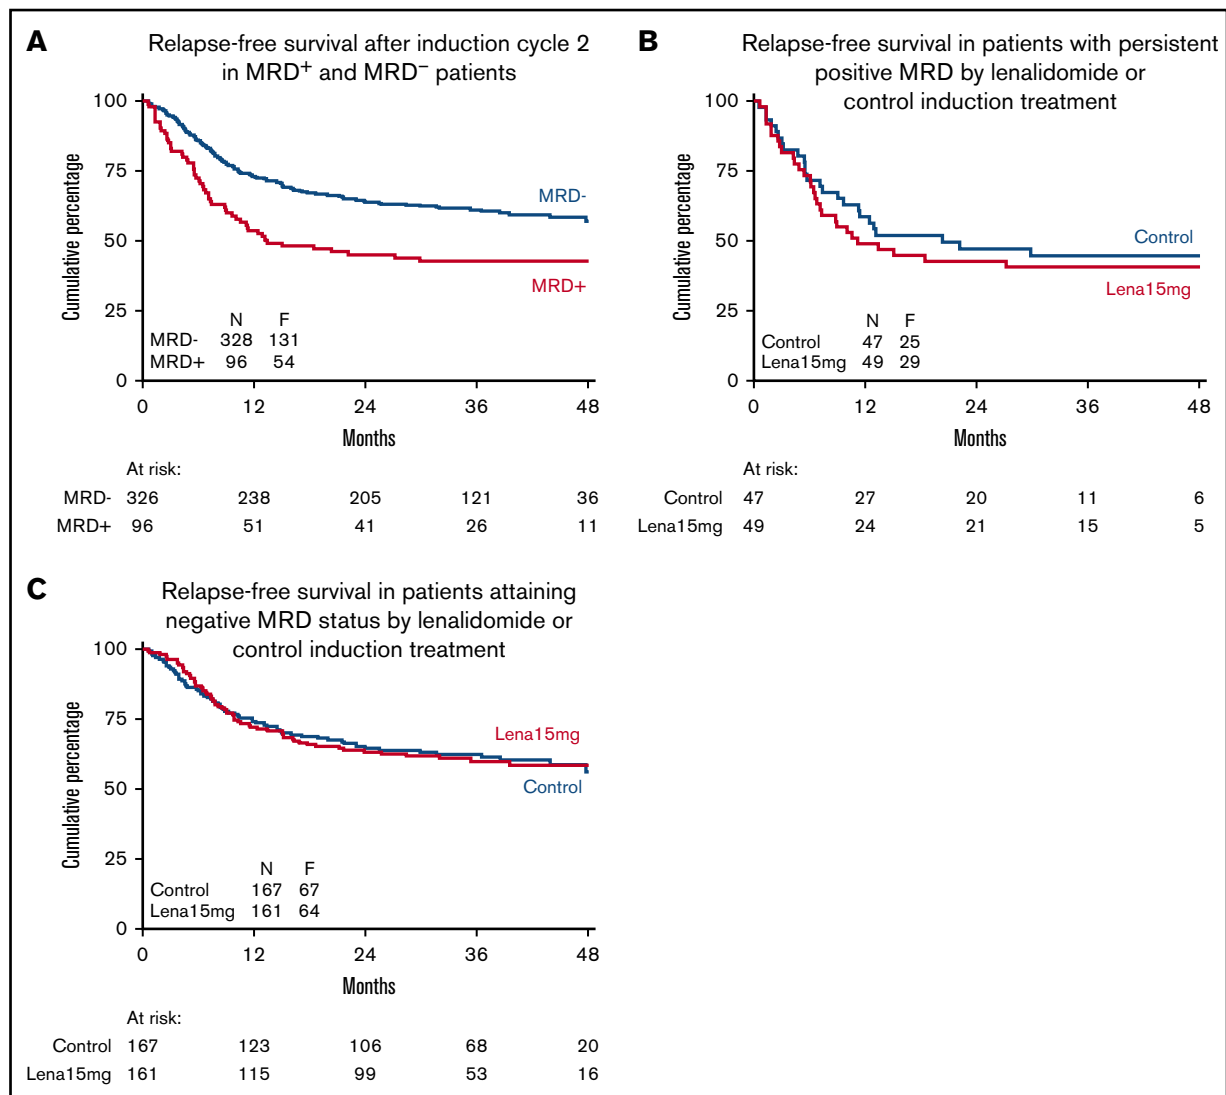 A
Relapse-free survival after induction cycle 2
in MRD+ and MRD− patients
100
75
50
25
0
Cumulative percentage
MRD-
MRD+
N F
MRD- 328 131
MRD+ 96 54
0 12 24 36 48
Months
At risk:
MRD- 326 238 205 121 36
MRD+ 96 51 41 26 11
B
Relapse-free survival in patients with persistent
positive MRD by lenalidomide or
control induction treatment
100
75
50
25
0
Cumulative percentage
Control
Lena15mg
N F
Control 47 25
Lena15mg 49 29
0 12 24 36 48
Months
At risk:
Control 47 27 20 11 6
Lena15mg 49 24 21 15 5
C
Relapse-free survival in patients attaining
negative MRD status by lenalidomide or
control induction treatment
100
75
50
25
0
Cumulative percentage
Lena15mg
Control
N F
Control 167 67
Lena15mg 161 64
0 12 24 36 48
Months
At risk:
Control 167 123 106 68 20
Lena15mg 161 115 99 53 16